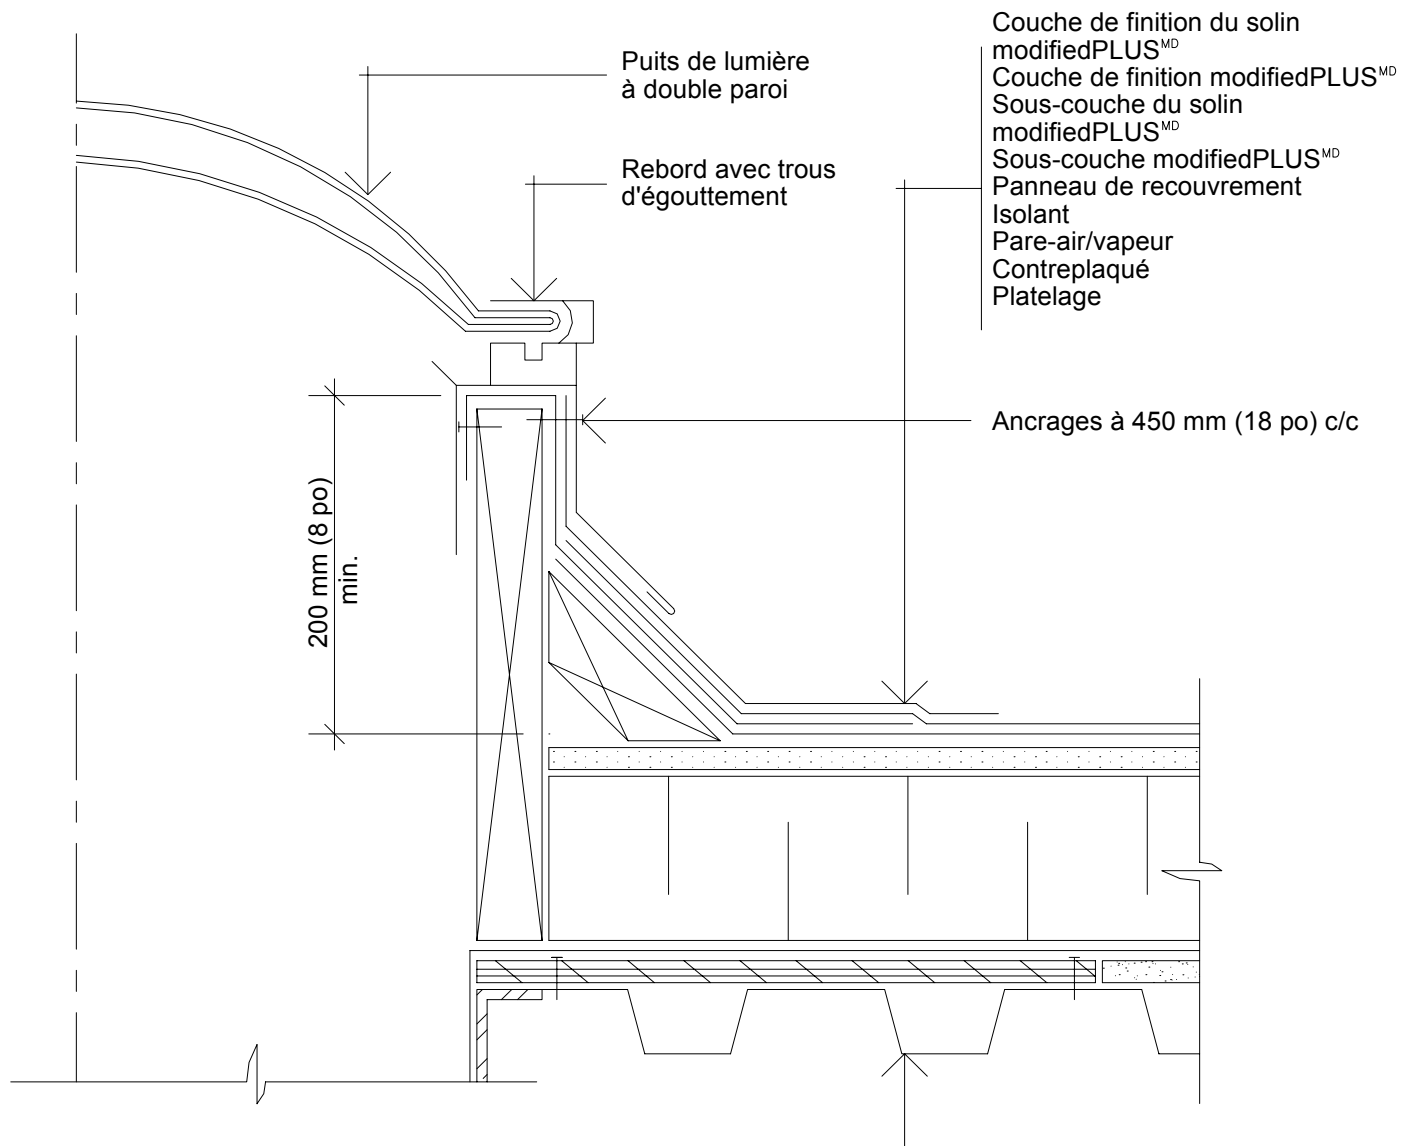 Puits de lumière
à double paroi
Rebord avec trous
d'égouttement
Couche de finition du solin
modifiedPLUSᴹᴰ
Couche de finition modifiedPLUSᴹᴰ
Sous-couche du solin
modifiedPLUSᴹᴰ
Sous-couche modifiedPLUSᴹᴰ
Panneau de recouvrement
Isolant
Pare-air/vapeur
Contreplaqué
Platelage
Ancrages à 450 mm (18 po) c/c
200 mm (8 po)
min.